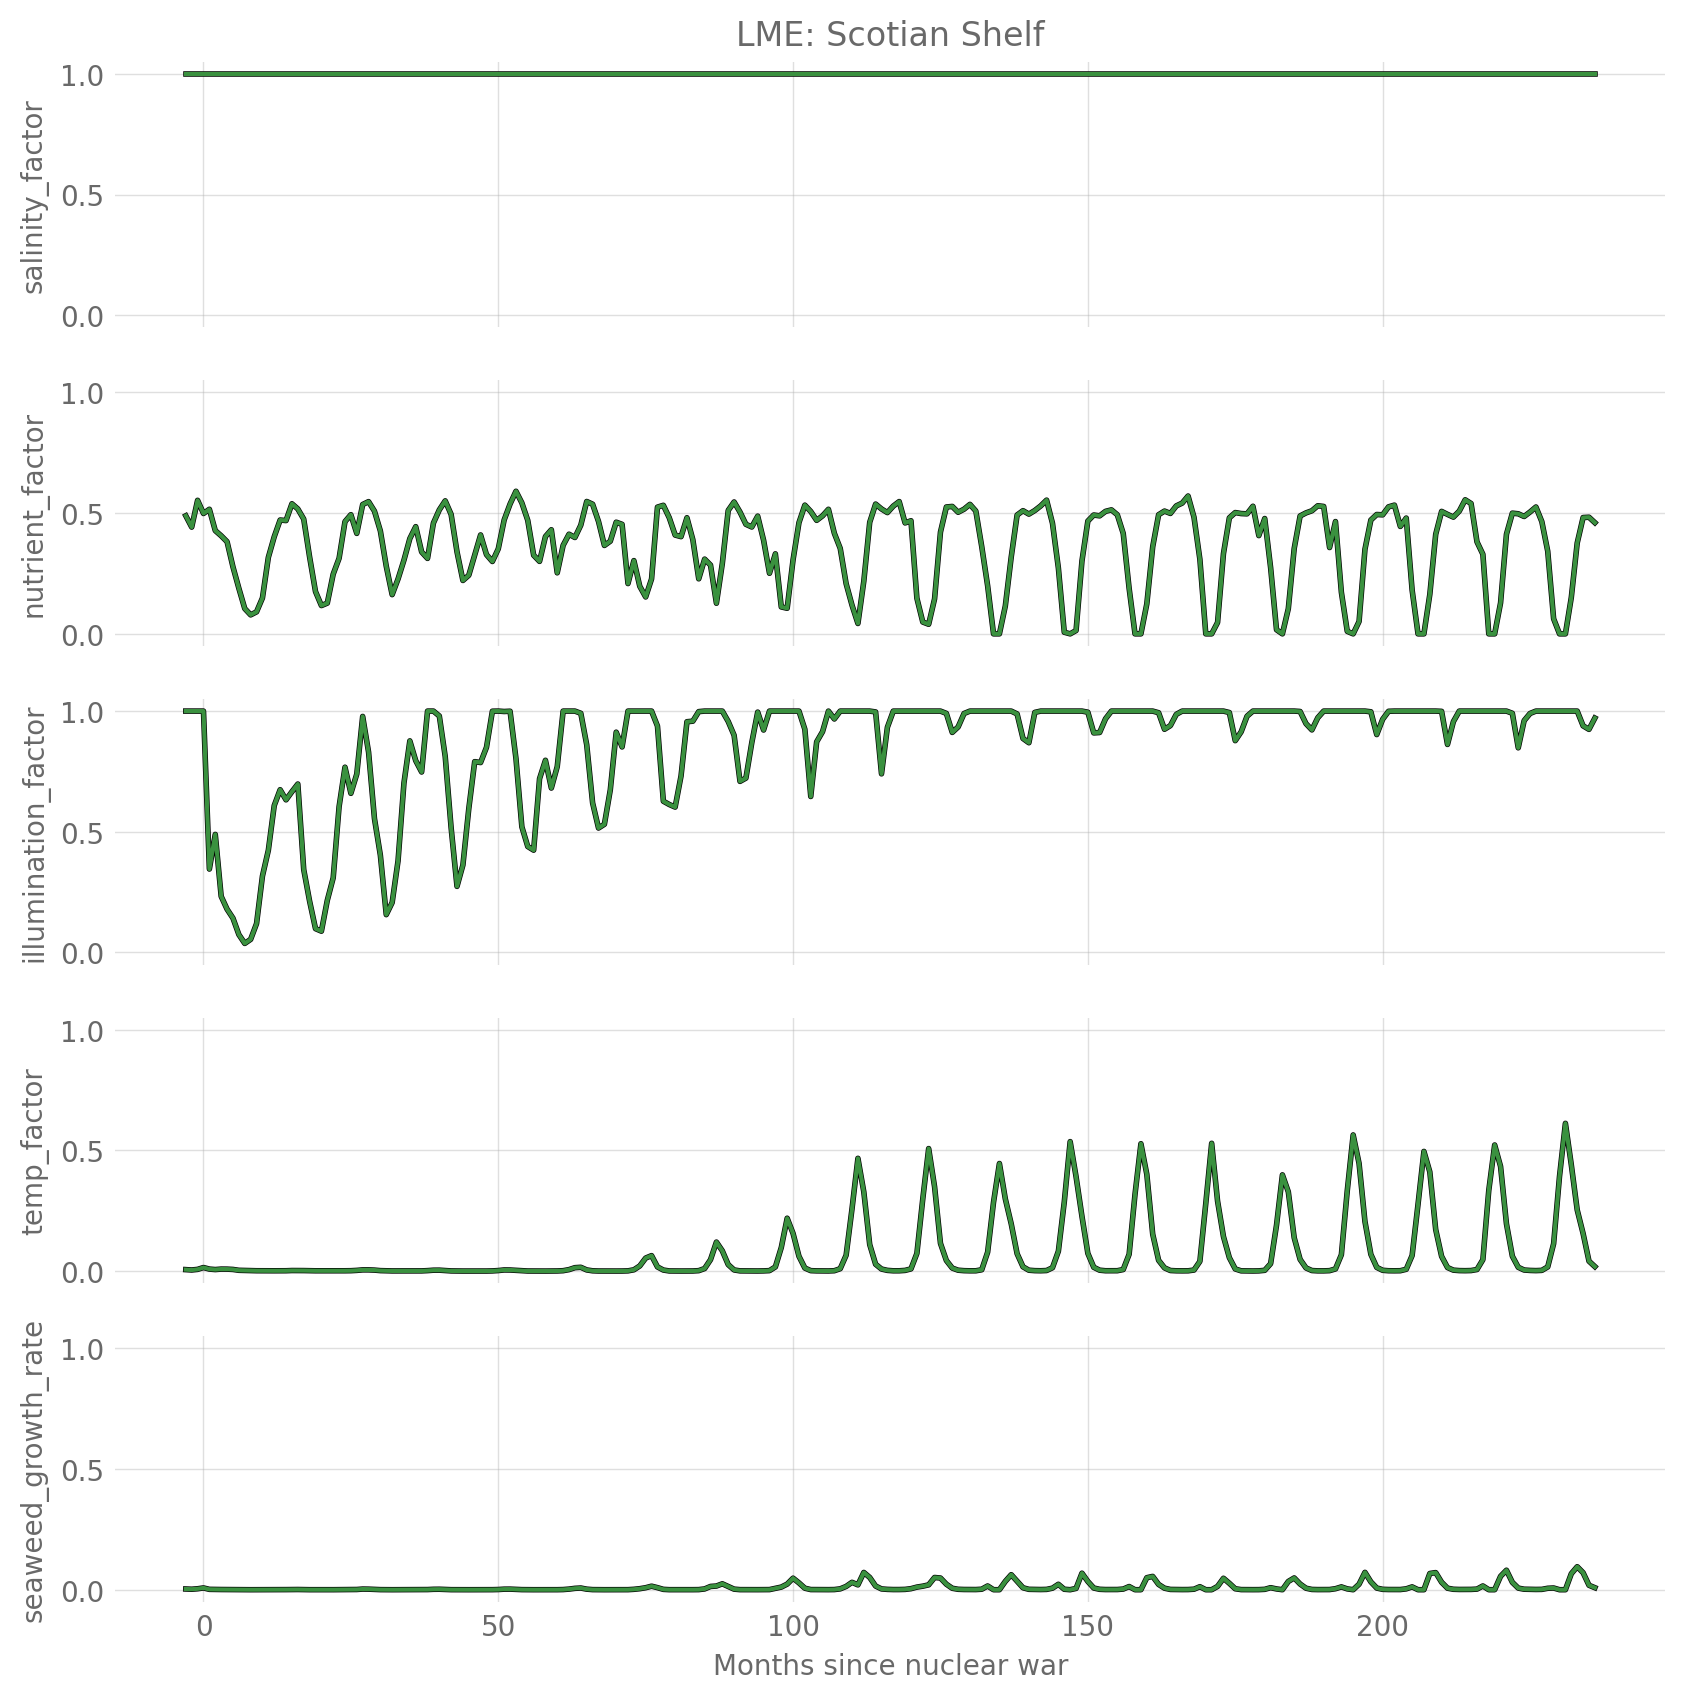 LME: Scotian Shelf
salinity_factor
1.0
0.5
0.0
nutrient_factor
1.0
0.5
0.0
illumination_factor
1.0
0.5
0.0
temp_factor
1.0
0.5
0.0
seaweed_growth_rate
1.0
0.5
0.0
0 50 100 150 200
Months since nuclear war